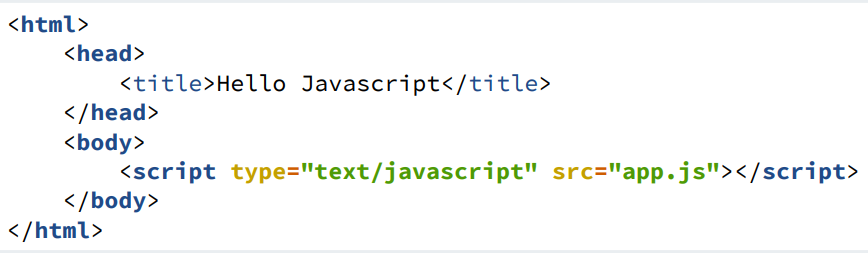 <html>
    <head>
        <title>Hello Javascript</title>
    </head>
    <body>
        <script type="text/javascript" src="app.js"></script>
    </body>
</html>